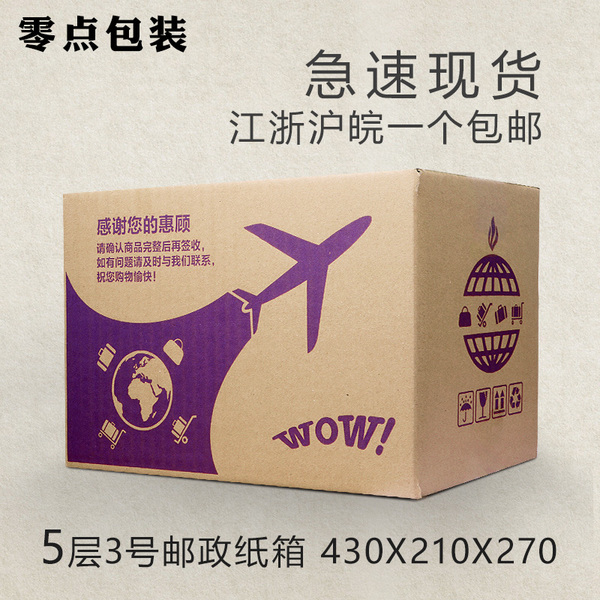 零点包装
急速现货
江浙沪皖一个包邮
感谢您的惠顾
请确认商品完整后再签收，
如有问题请及时与我们联系，
祝您购物愉快！
WOW!
5层3号邮政纸箱 430X210X270